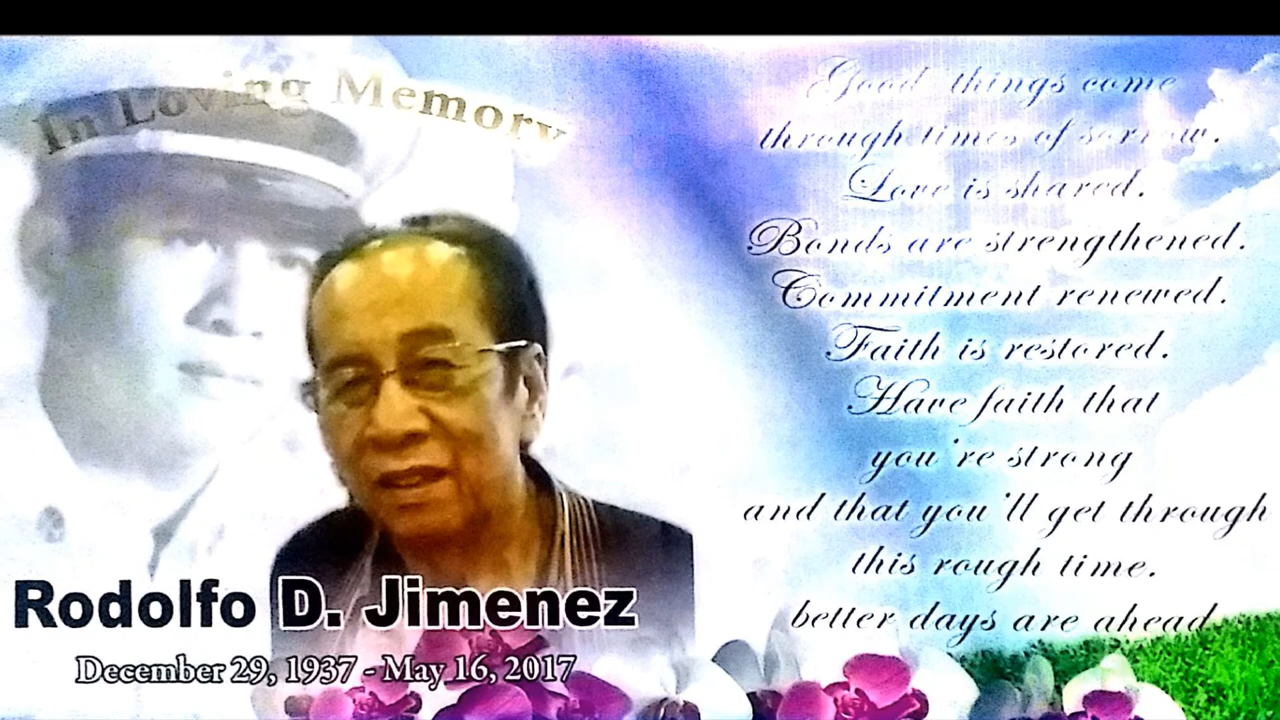 In Loving Memory
Rodolfo D. Jimenez
December 29, 1937 - May 16, 2017
Good things come
through times of sorrow.
Love is shared.
Bonds are strengthened.
Commitment renewed.
Faith is restored.
Have faith that
you're strong
and that you'll get through
this rough time.
better days are ahead